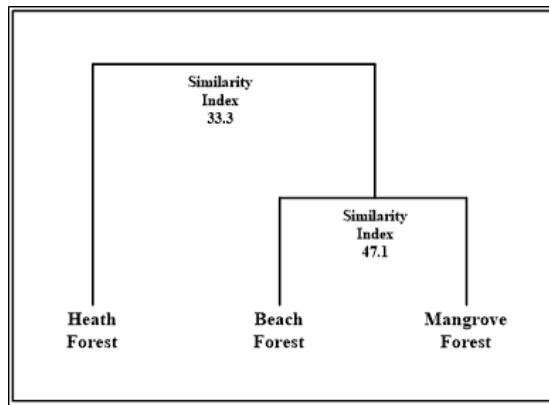 Similarity
Index
33.3
Similarity
Index
47.1
Heath
Forest
Beach
Forest
Mangrove
Forest